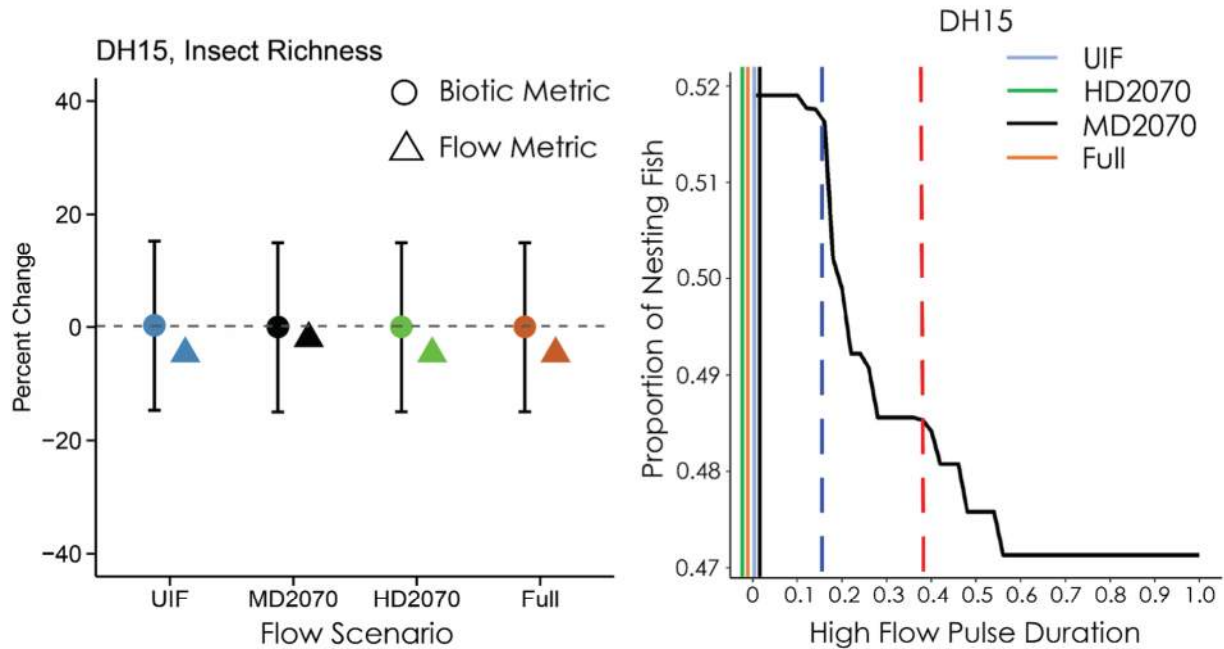 DH15, Insect Richness
Biotic Metric
Flow Metric
40
20
0
−20
−40
Percent Change
UIF MD2070 HD2070 Full
Flow Scenario
DH15
UIF
HD2070
MD2070
Full
0.52
0.51
0.50
0.49
0.48
0.47
Proportion of Nesting Fish
0 0.1 0.2 0.3 0.4 0.5 0.6 0.7 0.8 0.9 1.0
High Flow Pulse Duration